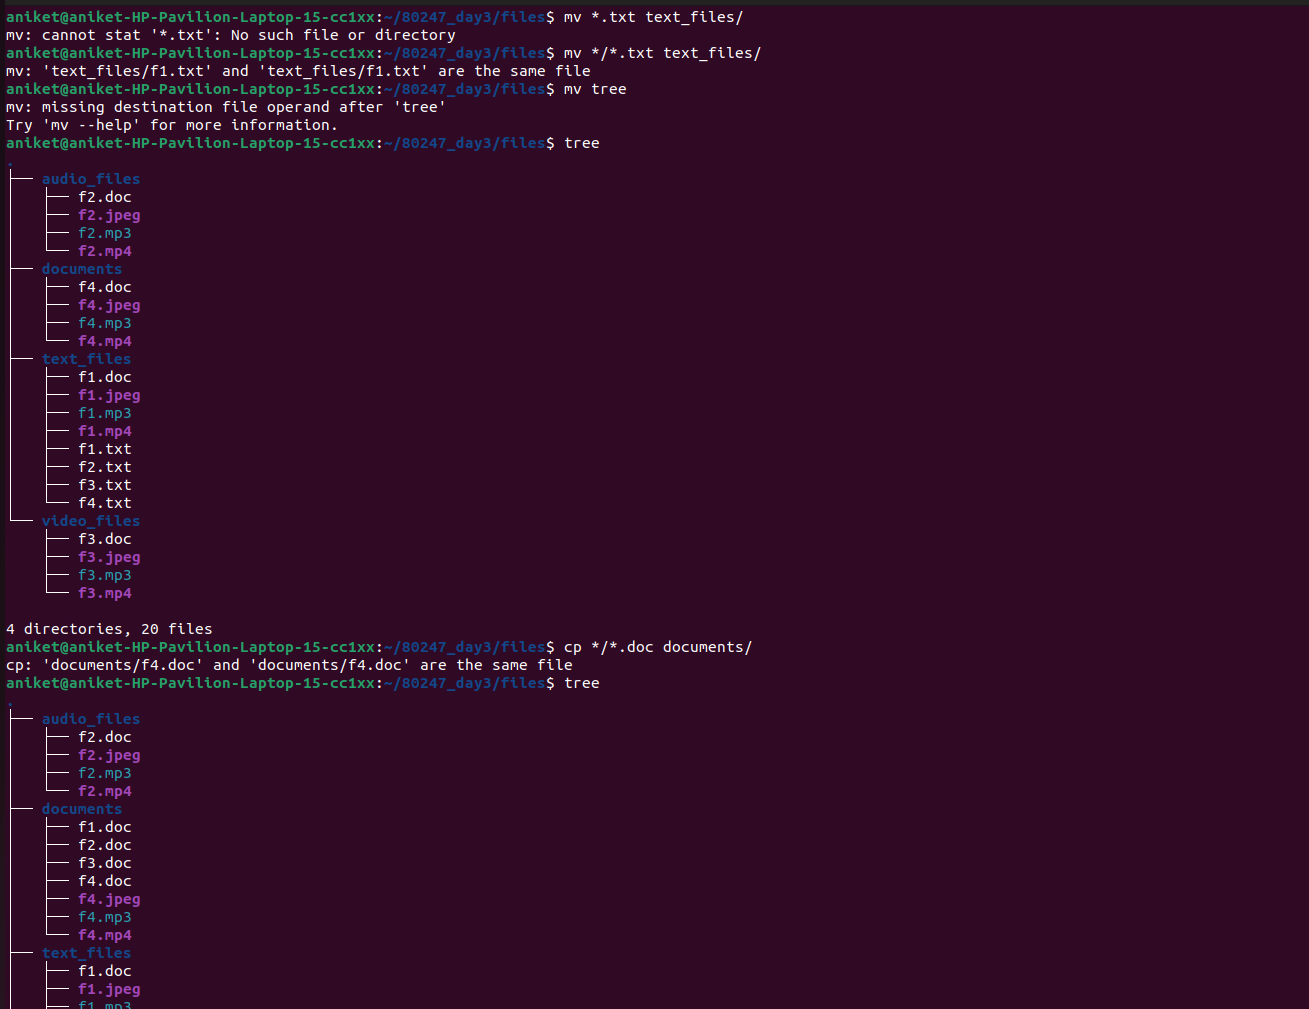 aniket@aniket-HP-Pavilion-Laptop-15-cc1xx:~/80247_day3/files$ mv *.txt text_files/
mv: cannot stat '*.txt': No such file or directory
aniket@aniket-HP-Pavilion-Laptop-15-cc1xx:~/80247_day3/files$ mv */*.txt text_files/
mv: 'text_files/f1.txt' and 'text_files/f1.txt' are the same file
aniket@aniket-HP-Pavilion-Laptop-15-cc1xx:~/80247_day3/files$ mv tree
mv: missing destination file operand after 'tree'
Try 'mv --help' for more information.
aniket@aniket-HP-Pavilion-Laptop-15-cc1xx:~/80247_day3/files$ tree
.
├── audio_files
│   ├── f2.doc
│   ├── f2.jpeg
│   ├── f2.mp3
│   └── f2.mp4
├── documents
│   ├── f4.doc
│   ├── f4.jpeg
│   ├── f4.mp3
│   └── f4.mp4
├── text_files
│   ├── f1.doc
│   ├── f1.jpeg
│   ├── f1.mp3
│   ├── f1.mp4
│   ├── f1.txt
│   ├── f2.txt
│   ├── f3.txt
│   └── f4.txt
└── video_files
    ├── f3.doc
    ├── f3.jpeg
    ├── f3.mp3
    └── f3.mp4
4 directories, 20 files
aniket@aniket-HP-Pavilion-Laptop-15-cc1xx:~/80247_day3/files$ cp */*.doc documents/
cp: 'documents/f4.doc' and 'documents/f4.doc' are the same file
aniket@aniket-HP-Pavilion-Laptop-15-cc1xx:~/80247_day3/files$ tree
.
├── audio_files
│   ├── f2.doc
│   ├── f2.jpeg
│   ├── f2.mp3
│   └── f2.mp4
├── documents
│   ├── f1.doc
│   ├── f2.doc
│   ├── f3.doc
│   ├── f4.doc
│   ├── f4.jpeg
│   ├── f4.mp3
│   └── f4.mp4
├── text_files
│   ├── f1.doc
│   ├── f1.jpeg
│   ├── f1.mp3